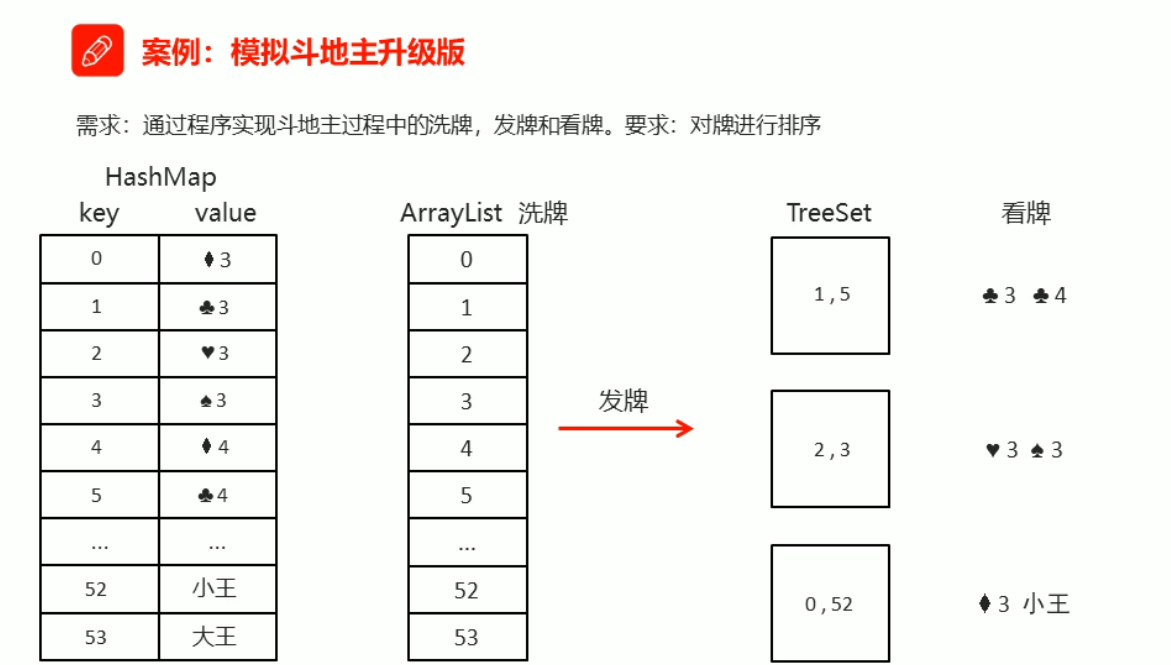 案例：模拟斗地主升级版
需求：通过程序实现斗地主过程中的洗牌，发牌和看牌。要求：对牌进行排序
HashMap
key value ArrayList 洗牌 TreeSet 看牌
0 ♦3 0
1 ♣3 1 1 , 5 ♣3 ♣4
2 ♥3 2
3 ♠3 3 发牌
4 ♦4 4 2 , 3 ♥3 ♠3
5 ♣4 5
... ... ...
52 小王 52 0 , 52 ♦3 小王
53 大王 53